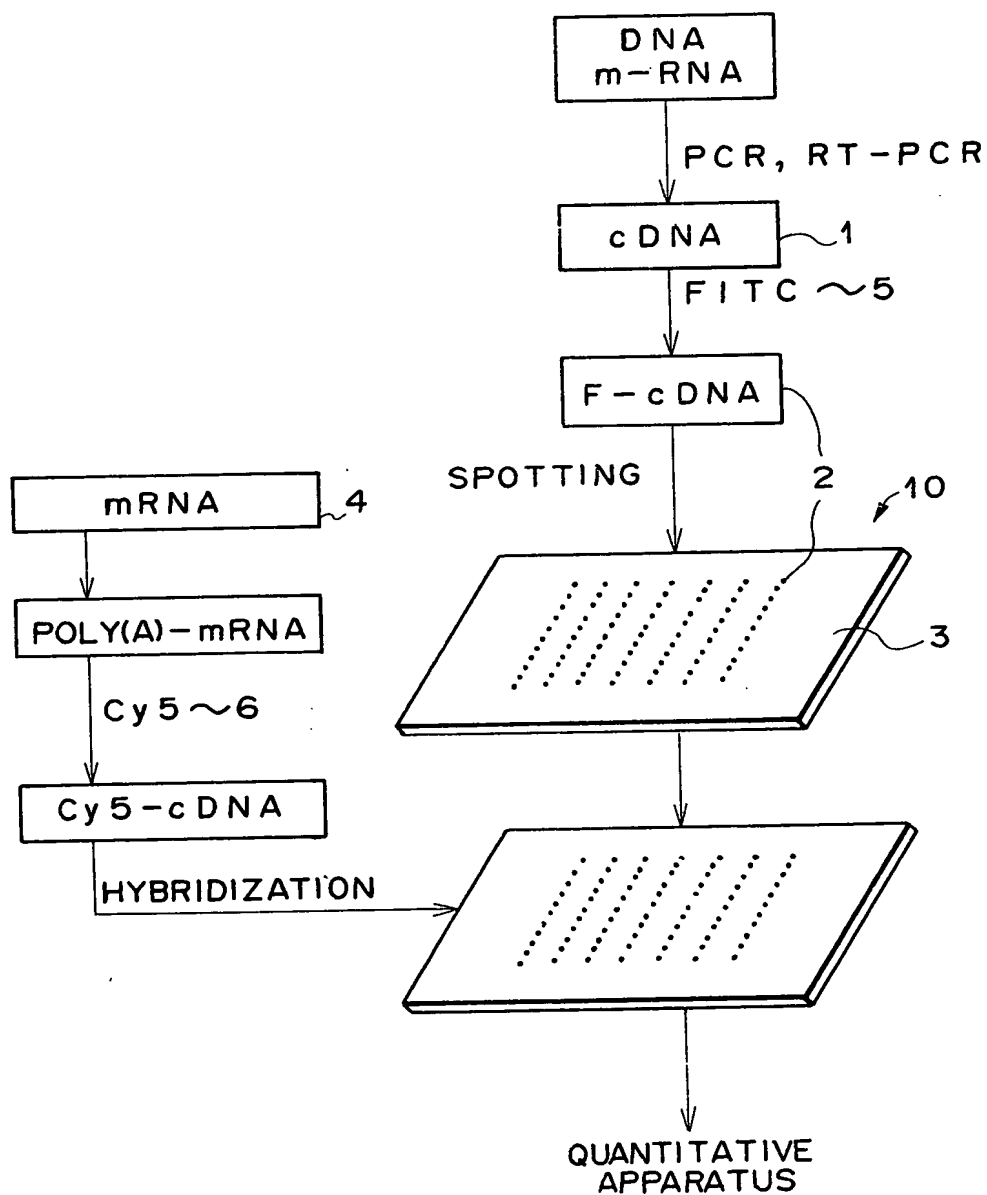 DNA
m-RNA
PCR, RT-PCR
cDNA
1
FITC ~5
F-cDNA
SPOTTING
2
10
mRNA
4
POLY(A)-mRNA
3
Cy5~6
Cy5-cDNA
HYBRIDIZATION
QUANTITATIVE
APPARATUS